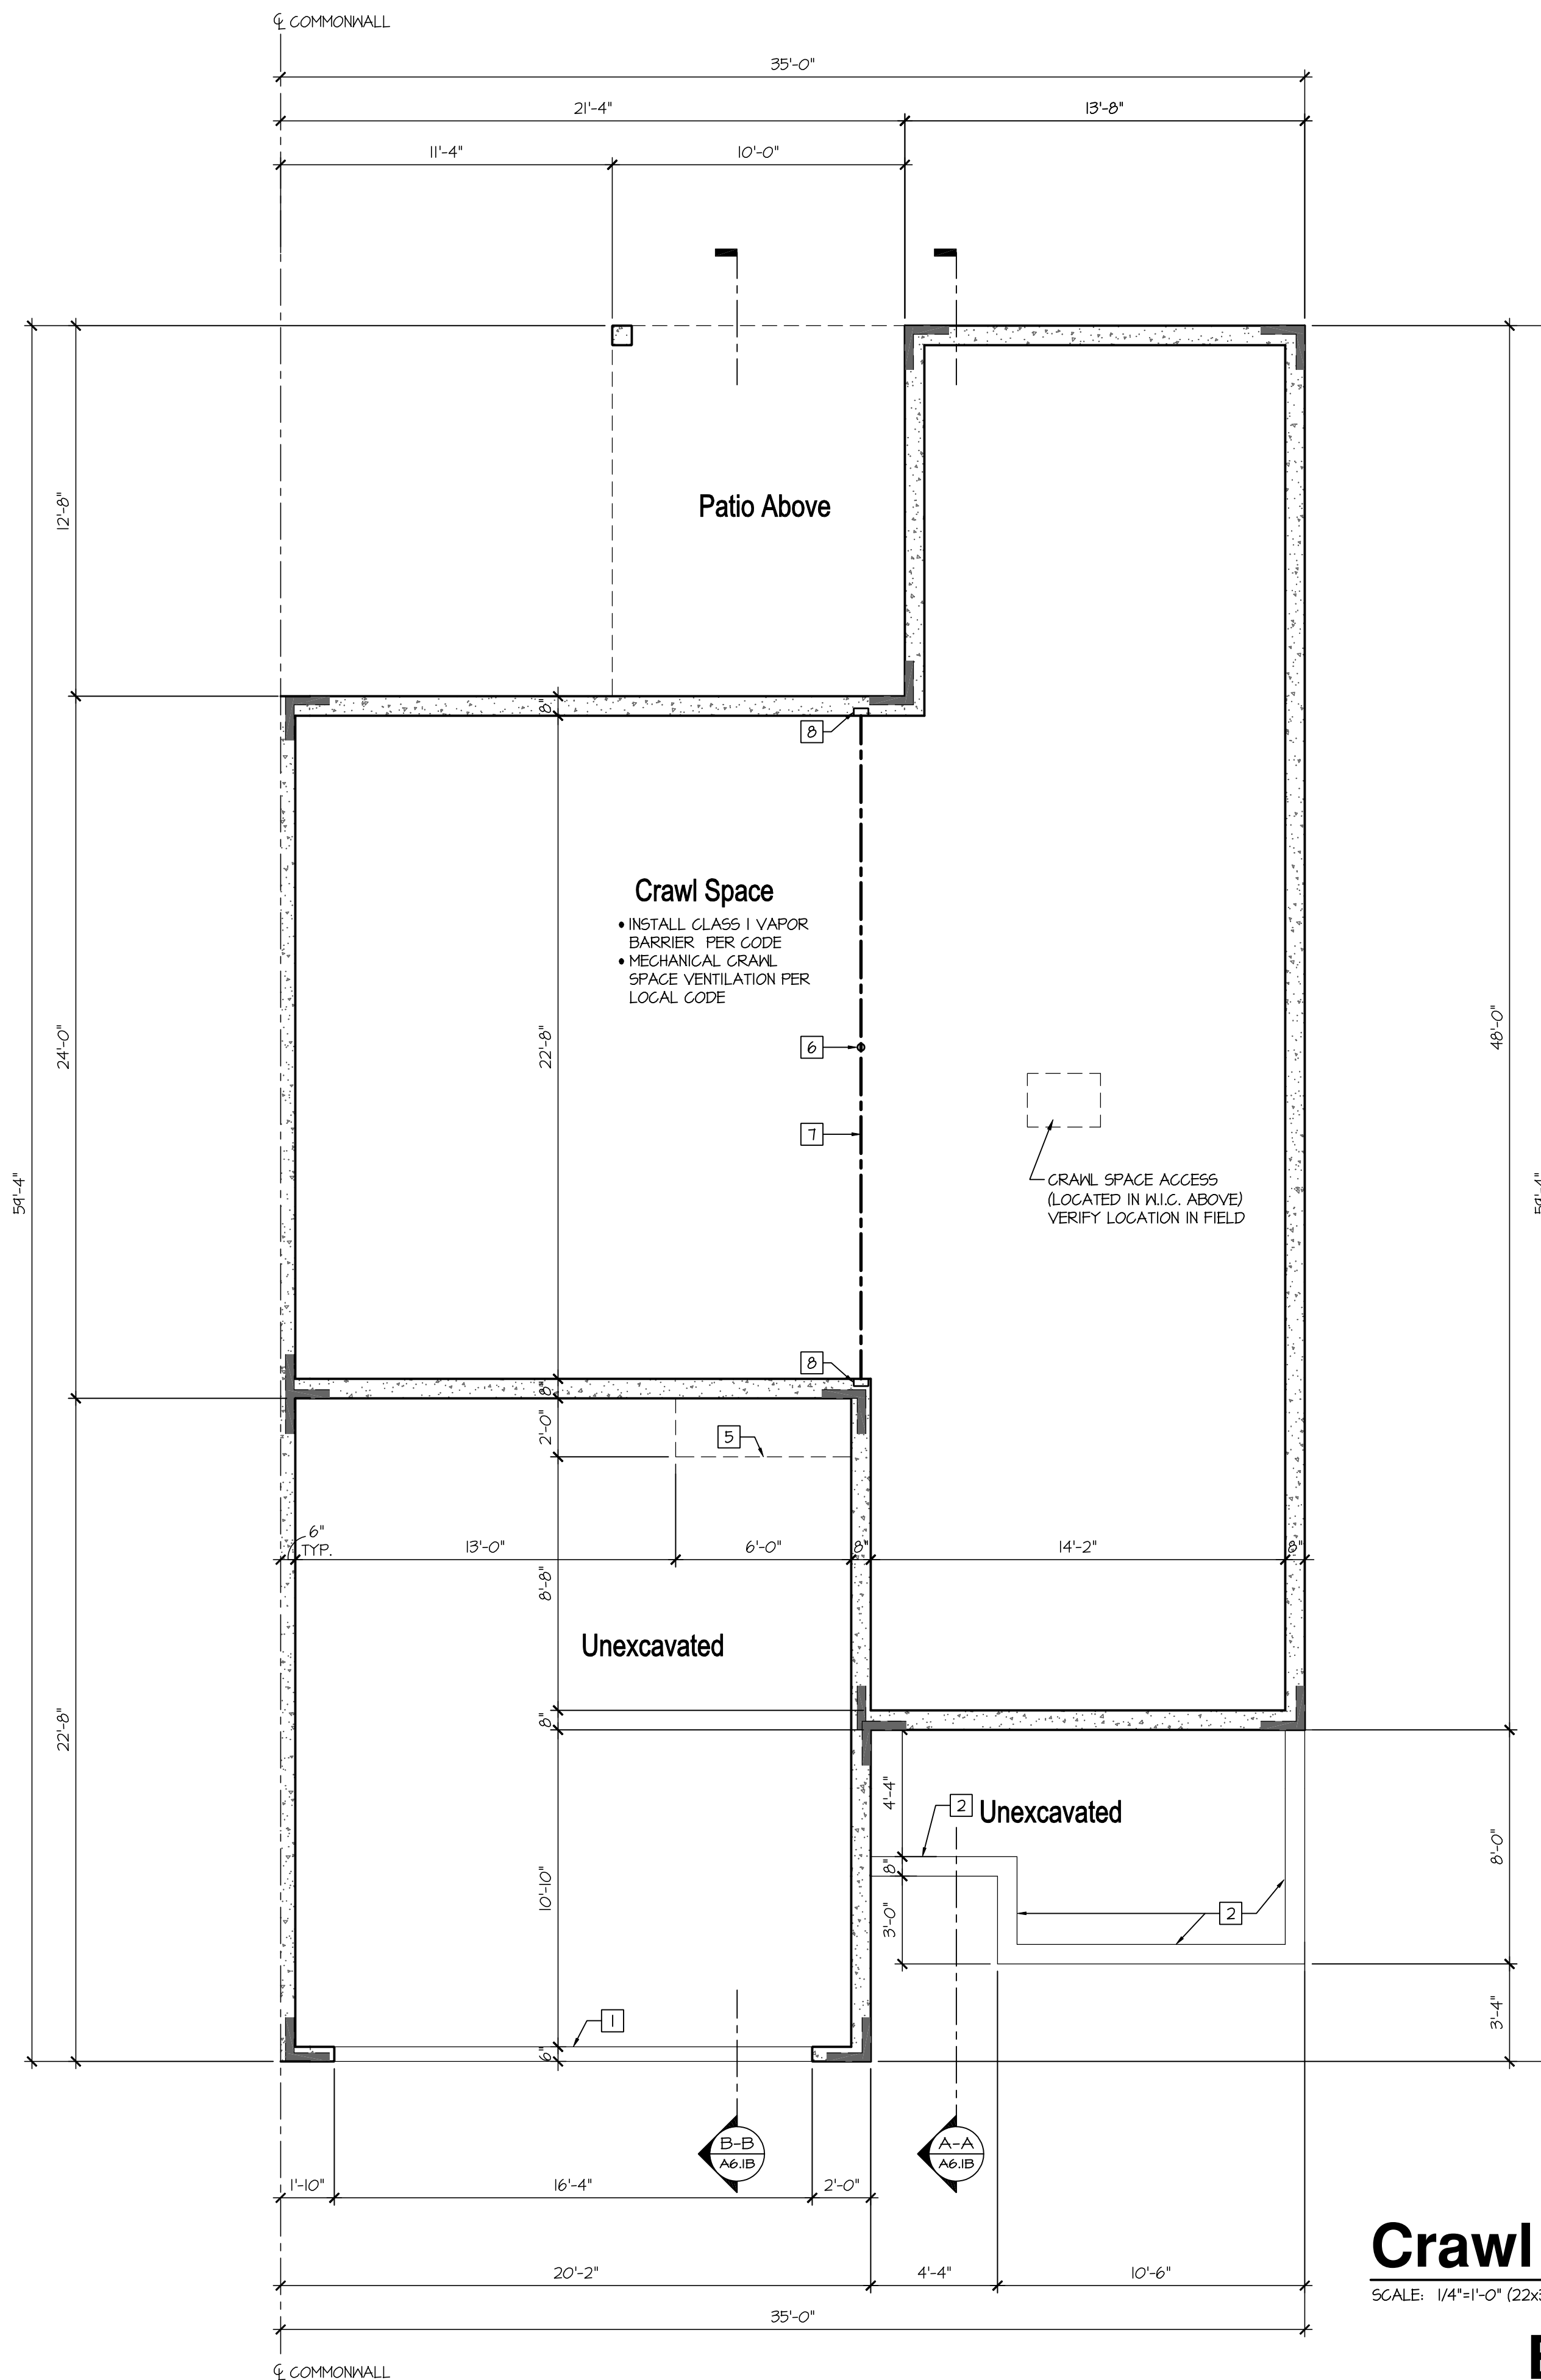 ℄ COMMONWALL
35'-0"
21'-4" 13'-8"
11'-4" 10'-0"
12'-8"
Patio Above
8"
8
Crawl Space
• INSTALL CLASS 1 VAPOR
BARRIER PER CODE
• MECHANICAL CRAWL
SPACE VENTILATION PER
LOCAL CODE
24'-0"
22'-8"
6
48'-0"
7
CRAWL SPACE ACCESS
(LOCATED IN W.I.C. ABOVE)
VERIFY LOCATION IN FIELD
59'-4"
59'-4"
8
8"
2'-0"
5
6"
TYP.
13'-0" 6'-0" 8" 14'-2" 8"
8'-8"
Unexcavated
22'-8"
8"
4'-4"
2
Unexcavated
8"
8'-0"
10'-10"
3'-0"
2
1
3'-4"
6"
B-B
A6.1B
A-A
A6.1B
1'-10" 16'-4" 2'-0"
Crawl
20'-2" 4'-4" 10'-6"
SCALE: 1/4"=1'-0" (22x
35'-0"
℄ COMMONWALL